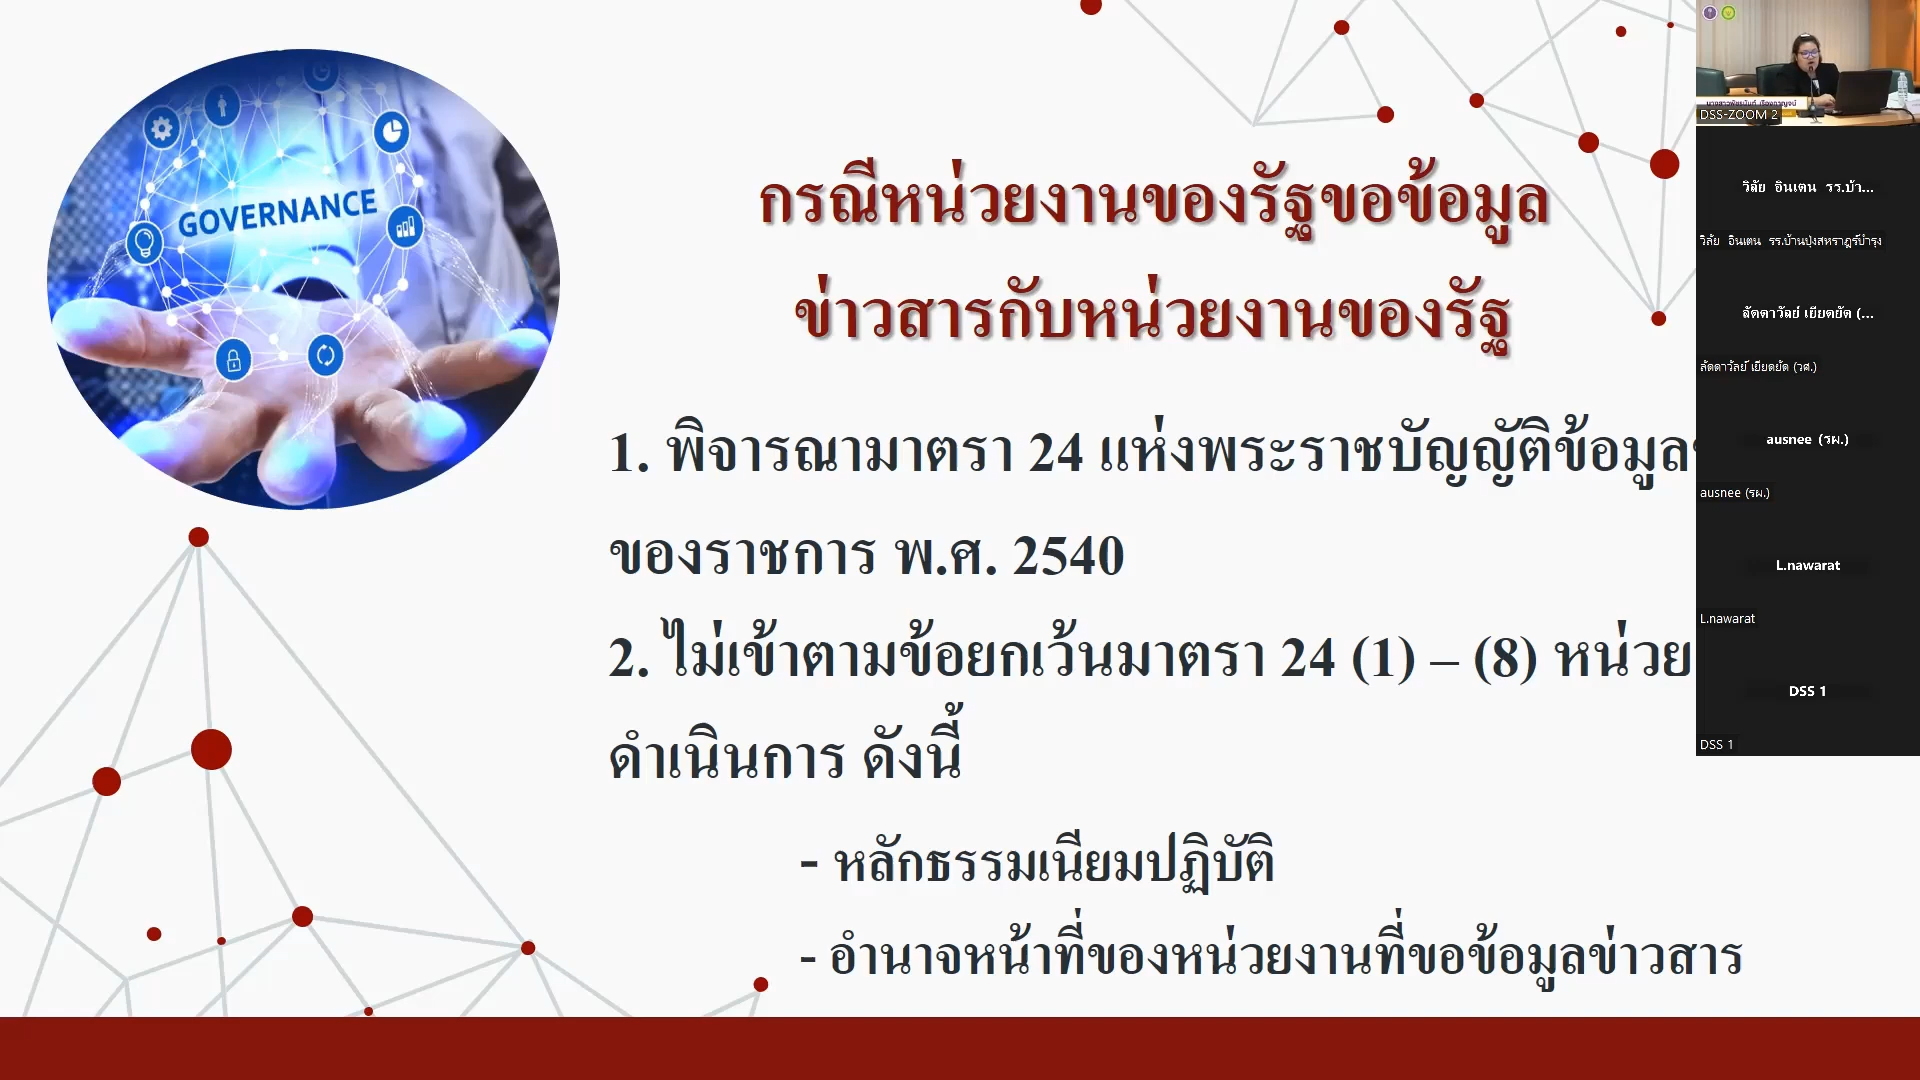 GOVERNANCE
กรณีหน่วยงานของรัฐขอข้อมูล
ข่าวสารกับหน่วยงานของรัฐ
1. พิจารณามาตรา 24 แห่งพระราชบัญญัติข้อมูล
ของราชการ พ.ศ. 2540
2. ไม่เข้าตามข้อยกเว้นมาตรา 24 (1) – (8) หน่วย
ดำเนินการ ดังนี้
- หลักธรรมเนียมปฏิบัติ
- อำนาจหน้าที่ของหน่วยงานที่ขอข้อมูลข่าวสาร
DSS-ZOOM 2
วิลัย อินเตน รร.บ้า...
วิลัย อินเตน รร.บ้านปุ่งสหราษฎร์บำรุง
ลัดดาวัลย์ เยียดยัด (...
ลัดดาวัลย์ เยียดยัด (วศ.)
ausnee (รผ.)
ausnee (รผ.)
L.nawarat
L.nawarat
DSS 1
DSS 1